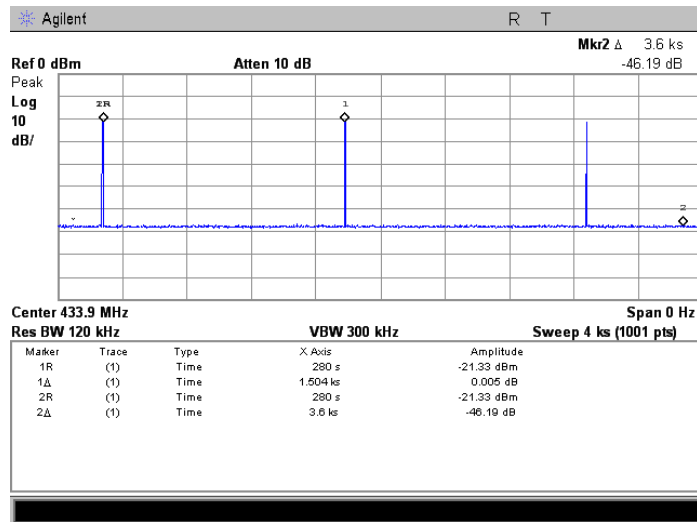 Agilent R T
Mkr2 Δ 3.6 ks
Ref 0 dBm Atten 10 dB -46.19 dB
Peak
Log
10
dB/
2R 1
2
Center 433.9 MHz Span 0 Hz
Res BW 120 kHz VBW 300 kHz Sweep 4 ks (1001 pts)
Marker Trace Type X Axis Amplitude
1R (1) Time 280 s -21.33 dBm
1Δ (1) Time 1.504 ks 0.005 dB
2R (1) Time 280 s -21.33 dBm
2Δ (1) Time 3.6 ks -46.19 dB